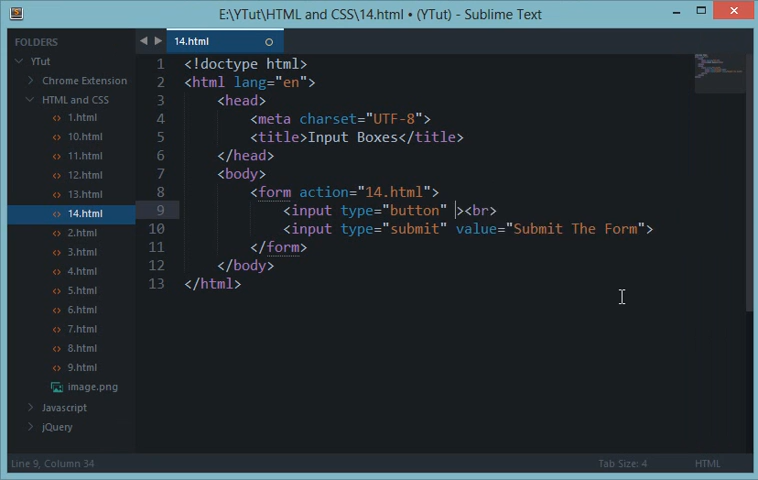 E:\YTut\HTML and CSS\14.html • (YTut) - Sublime Text
FOLDERS
YTut
Chrome Extension
HTML and CSS
1.html
10.html
11.html
12.html
13.html
14.html
2.html
3.html
4.html
5.html
6.html
7.html
8.html
9.html
image.png
Javascript
jQuery
14.html
1 <!doctype html>
2 <html lang="en">
3 <head>
4 <meta charset="UTF-8">
5 <title>Input Boxes</title>
6 </head>
7 <body>
8 <form action="14.html">
9 <input type="button" ><br>
10 <input type="submit" value="Submit The Form">
11 </form>
12 </body>
13 </html>
Line 9, Column 34
Tab Size: 4
HTML